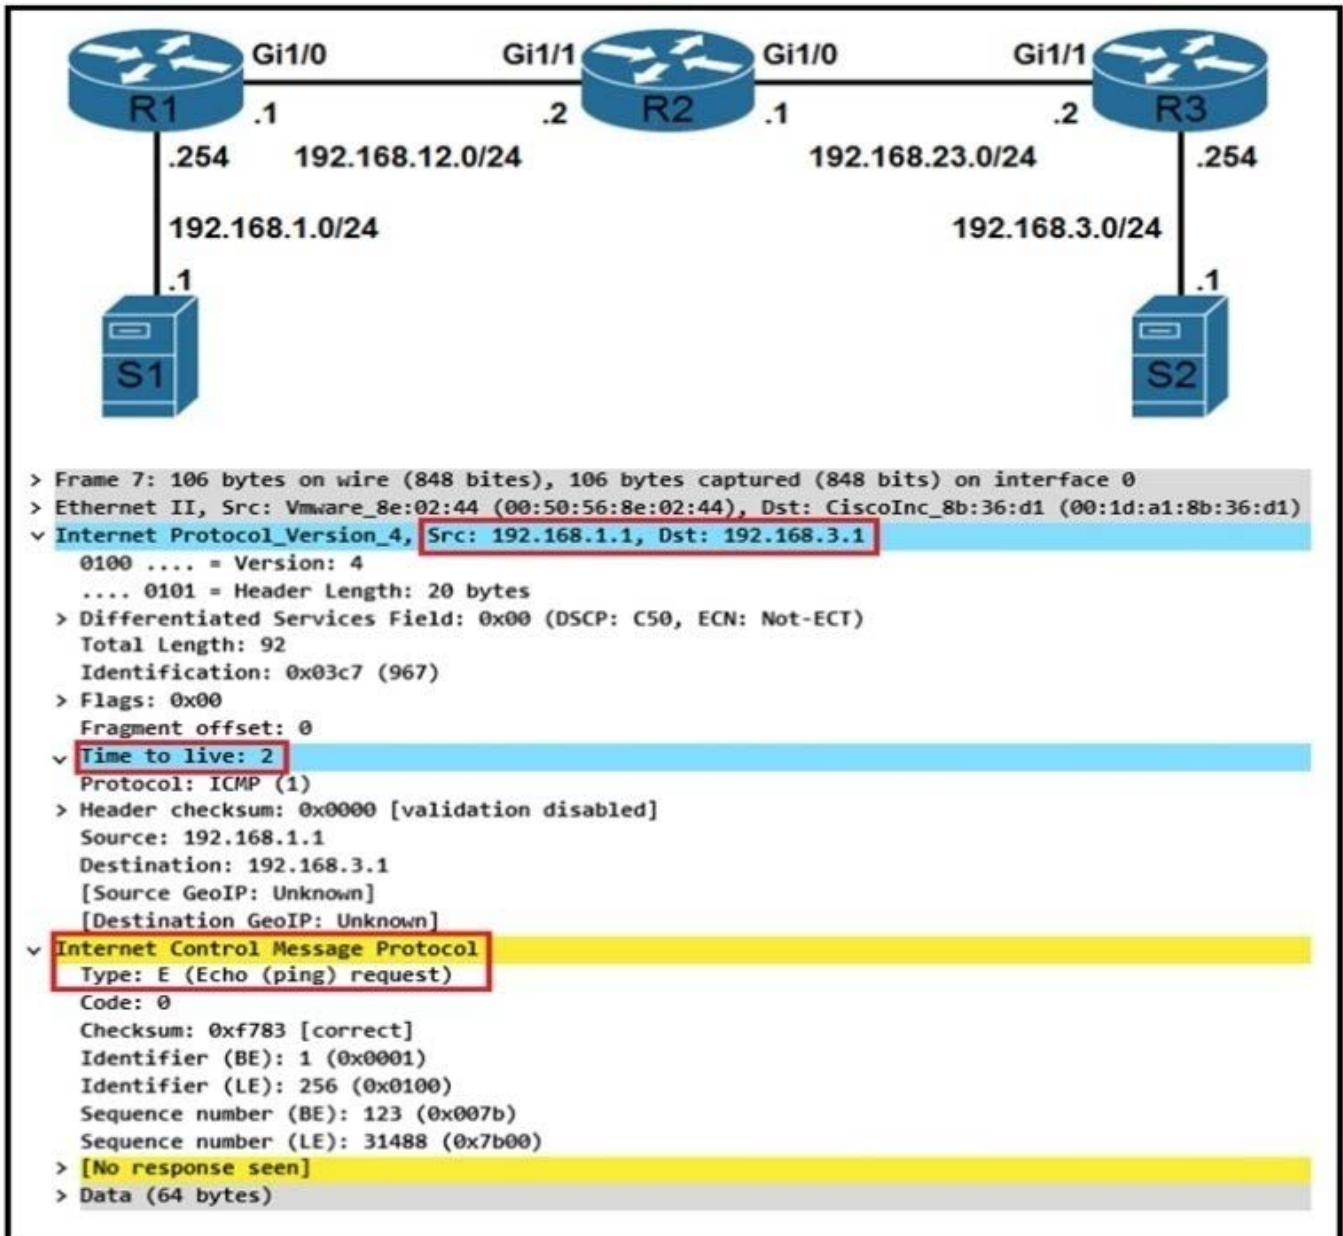 Gi1/0 Gi1/1 Gi1/0 Gi1/1
R1 .1 .2 R2 .1 .2 R3
.254 192.168.12.0/24 192.168.23.0/24 .254
192.168.1.0/24 192.168.3.0/24
.1 .1
S1 S2
> Frame 7: 106 bytes on wire (848 bites), 106 bytes captured (848 bits) on interface 0
> Ethernet II, Src: Vmware_8e:02:44 (00:50:56:8e:02:44), Dst: CiscoInc_8b:36:d1 (00:1d:a1:8b:36:d1)
Internet Protocol_Version_4, Src: 192.168.1.1, Dst: 192.168.3.1
0100 .... = Version: 4
.... 0101 = Header Length: 20 bytes
> Differentiated Services Field: 0x00 (DSCP: C50, ECN: Not-ECT)
Total Length: 92
Identification: 0x03c7 (967)
> Flags: 0x00
Fragment offset: 0
Time to live: 2
Protocol: ICMP (1)
> Header checksum: 0x0000 [validation disabled]
Source: 192.168.1.1
Destination: 192.168.3.1
[Source GeoIP: Unknown]
[Destination GeoIP: Unknown]
Internet Control Message Protocol
Type: E (Echo (ping) request)
Code: 0
Checksum: 0xf783 [correct]
Identifier (BE): 1 (0x0001)
Identifier (LE): 256 (0x0100)
Sequence number (BE): 123 (0x007b)
Sequence number (LE): 31488 (0x7b00)
> [No response seen]
> Data (64 bytes)